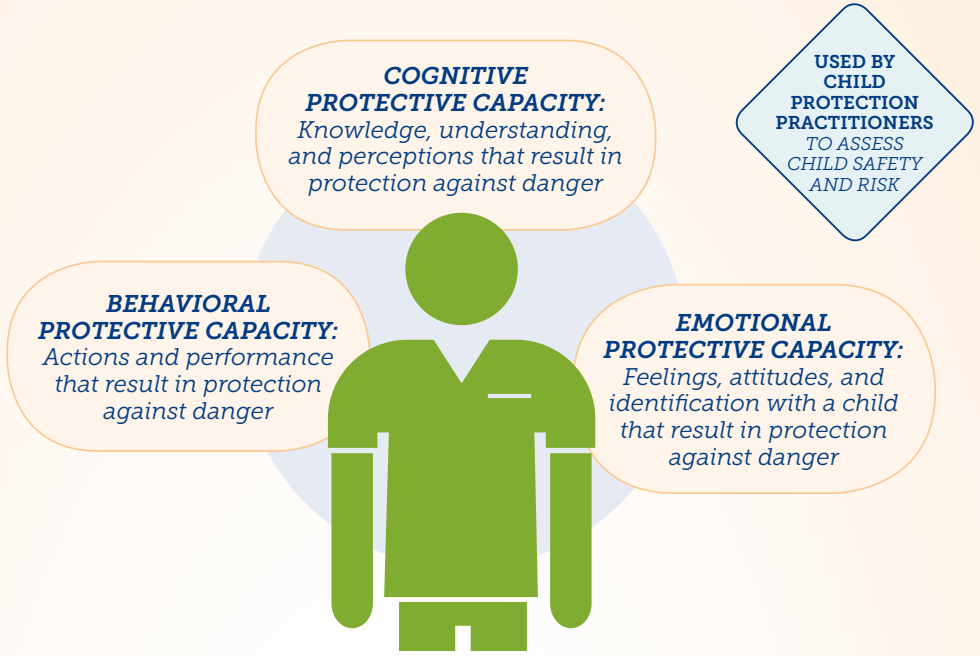 COGNITIVE
PROTECTIVE CAPACITY:
Knowledge, understanding,
and perceptions that result in
protection against danger
USED BY
CHILD
PROTECTION
PRACTITIONERS
TO ASSESS
CHILD SAFETY
AND RISK
BEHAVIORAL
PROTECTIVE CAPACITY:
Actions and performance
that result in protection
against danger
EMOTIONAL
PROTECTIVE CAPACITY:
Feelings, attitudes, and
identification with a child
that result in protection
against danger